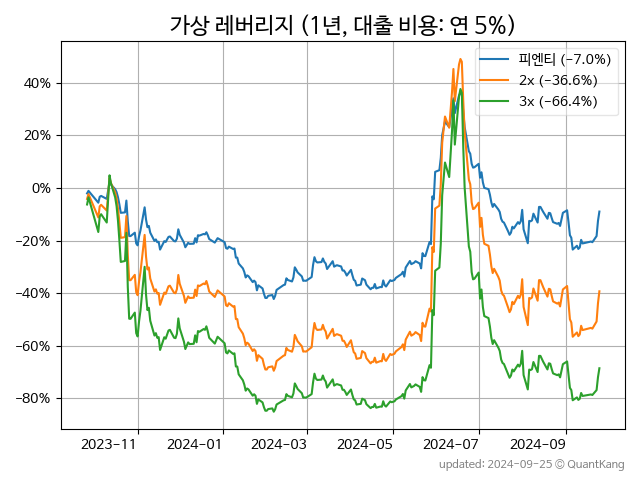 가상 레버리지 (1년, 대출 비용: 연 5%)
피엔티 (−7.0%)
2x (−36.6%)
3x (−66.4%)
40%
20%
0%
−20%
−40%
−60%
−80%
2023-11
2024-01
2024-03
2024-05
2024-07
2024-09
updated: 2024-09-25 © QuantKang